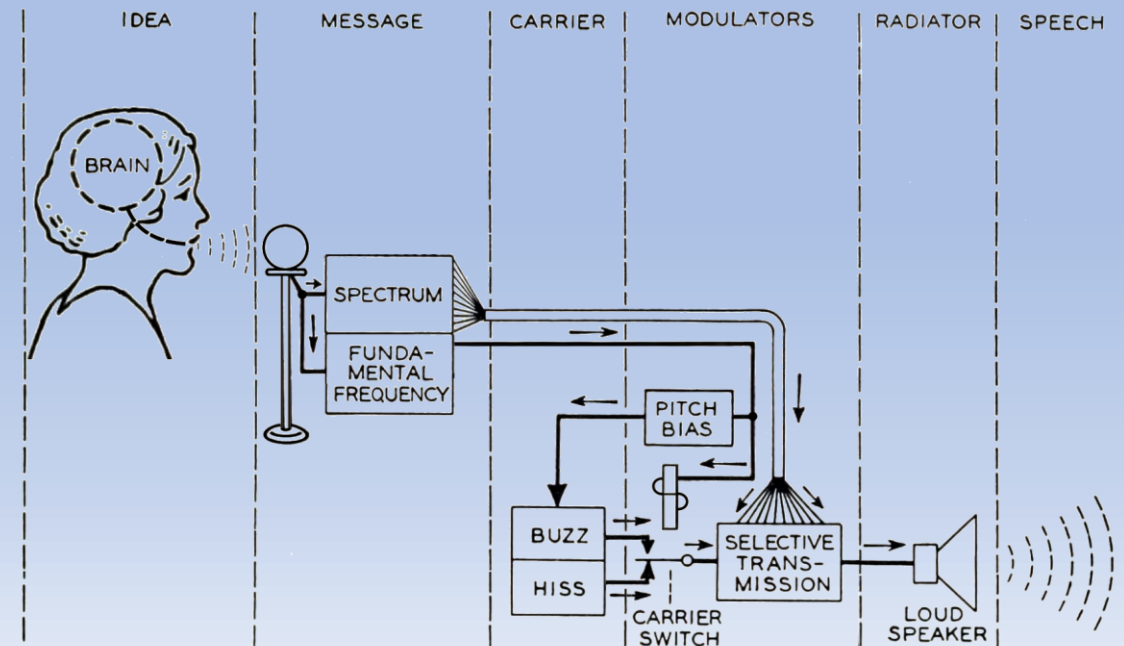 IDEA
MESSAGE
CARRIER
MODULATORS
RADIATOR
SPEECH
BRAIN
SPECTRUM
FUNDA-
MENTAL
FREQUENCY
PITCH
BIAS
BUZZ
HISS
CARRIER
SWITCH
SELECTIVE
TRANS-
MISSION
LOUD
SPEAKER